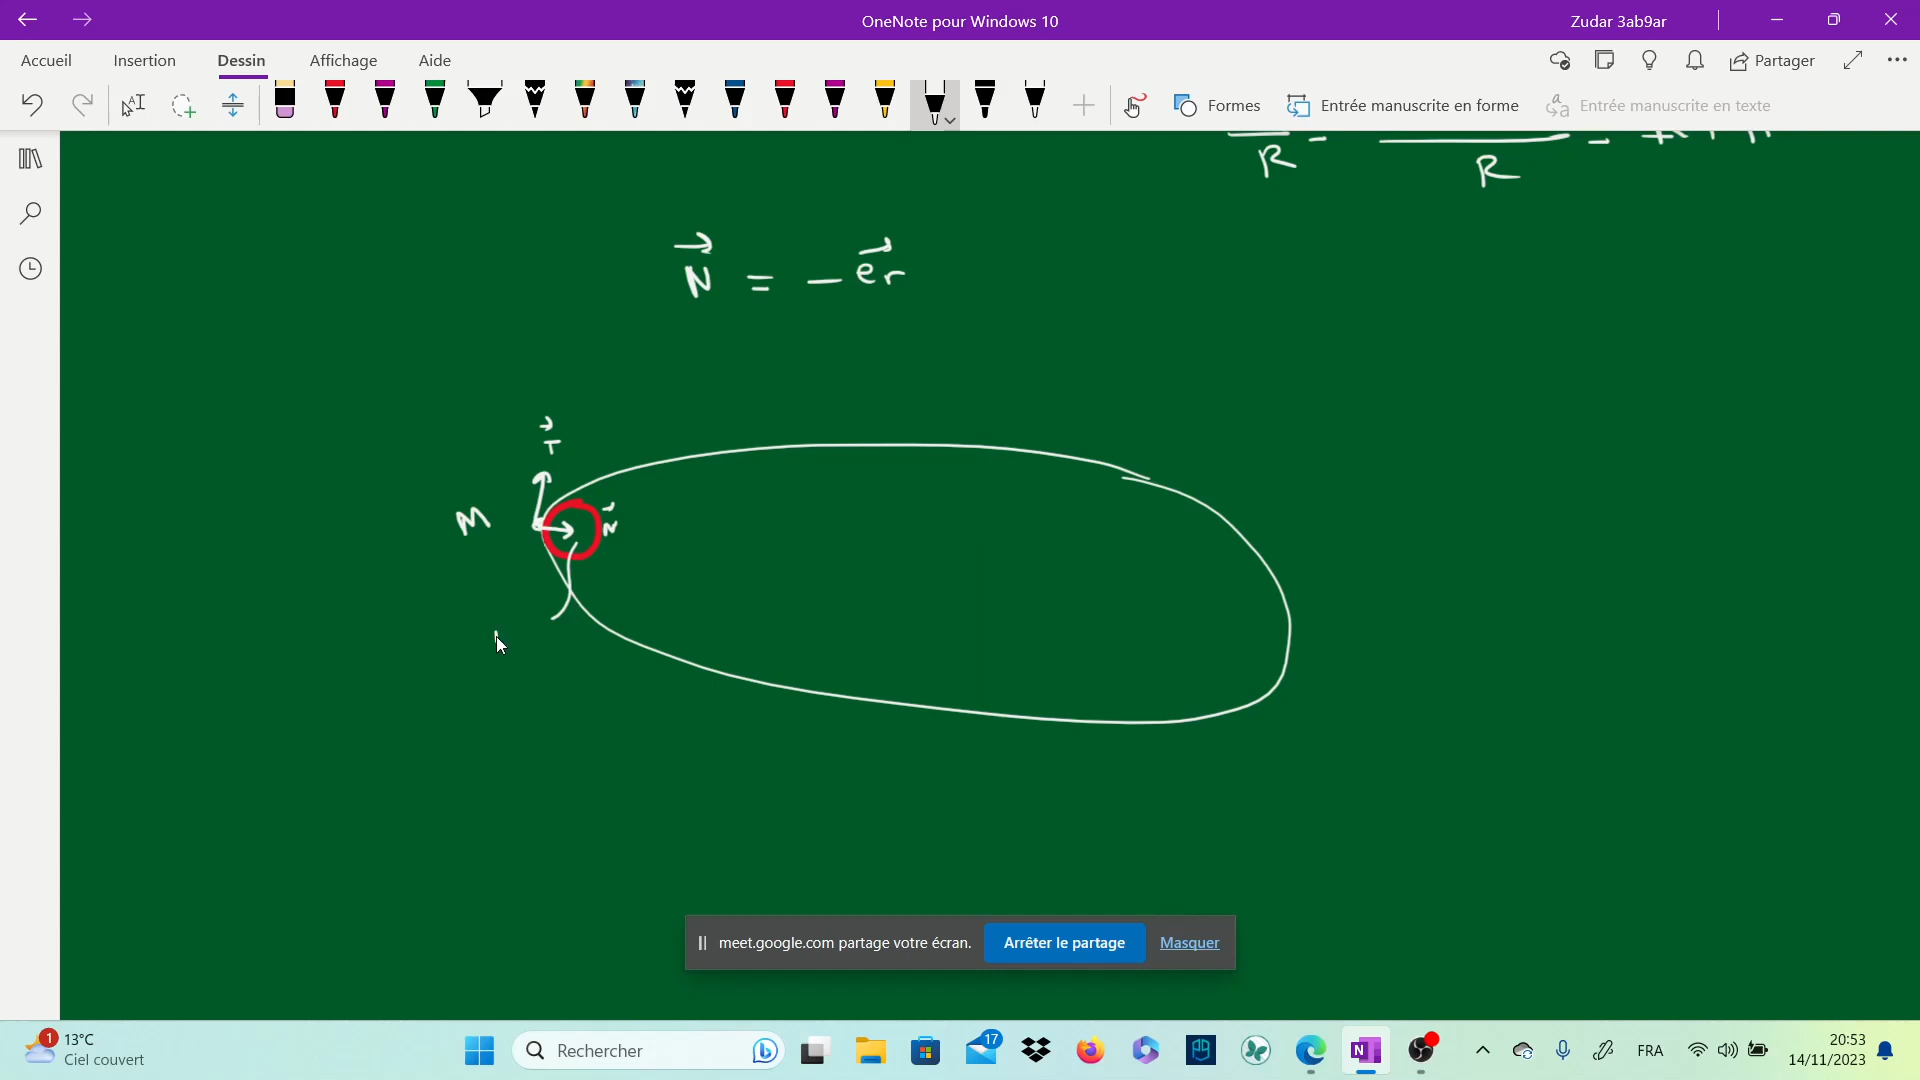 OneNote pour Windows 10
Zudar 3ab9ar
Accueil Insertion Dessin Affichage Aide
Partager
Formes Entrée manuscrite en forme Entrée manuscrite en texte
R - R -
N⃗ = - e⃗r
T⃗
M
N⃗
meet.google.com partage votre écran.
Arrêter le partage
Masquer
1
13°C
Ciel couvert
Rechercher
17
FRA
20:53
14/11/2023